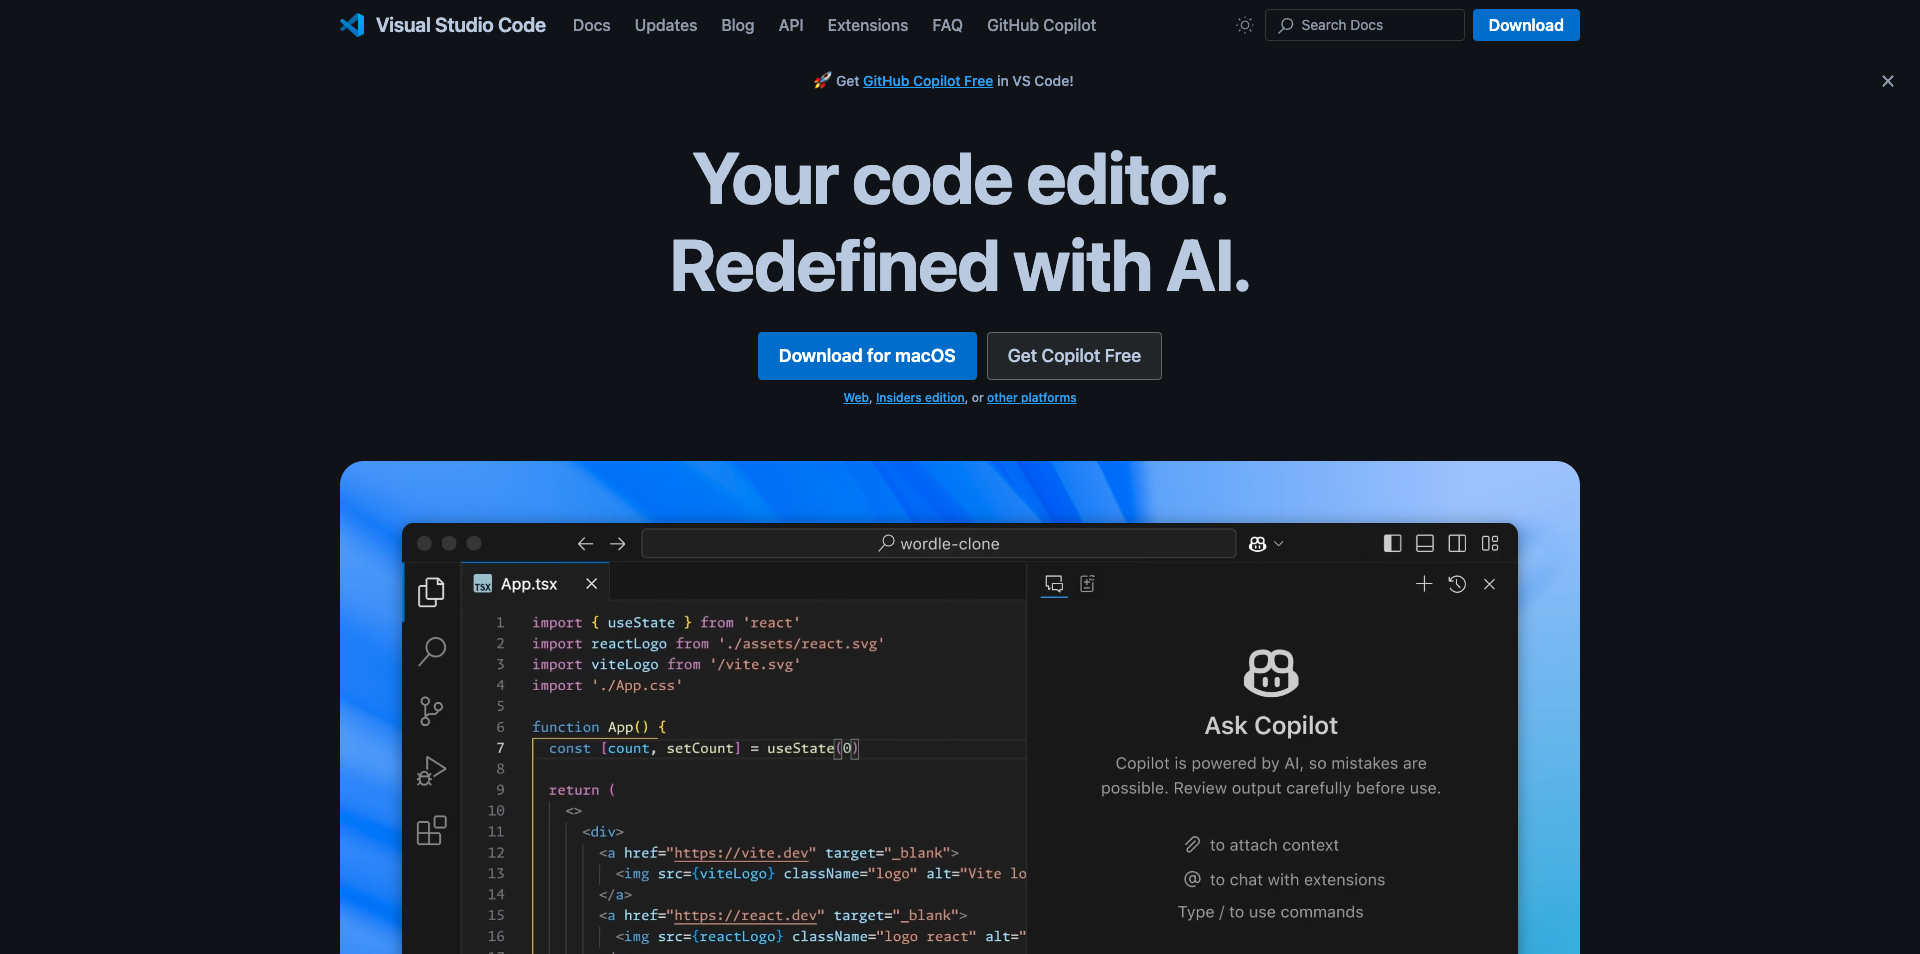 Visual Studio Code Docs Updates Blog API Extensions FAQ GitHub Copilot Search Docs Download
🚀 Get GitHub Copilot Free in VS Code!
Your code editor.
Redefined with AI.
Download for macOS Get Copilot Free
Web, Insiders edition, or other platforms
wordle-clone
TSX App.tsx
1 import { useState } from 'react'
2 import reactLogo from './assets/react.svg'
3 import viteLogo from '/vite.svg'
4 import './App.css'
5
6 function App() {
7 const [count, setCount] = useState(0)
8
9 return (
10 <>
11 <div>
12 <a href="https://vite.dev" target="_blank">
13 <img src={viteLogo} className="logo" alt="Vite lo
14 </a>
15 <a href="https://react.dev" target="_blank">
16 <img src={reactLogo} className="logo react" alt="
Ask Copilot
Copilot is powered by AI, so mistakes are
possible. Review output carefully before use.
to attach context
@ to chat with extensions
Type / to use commands